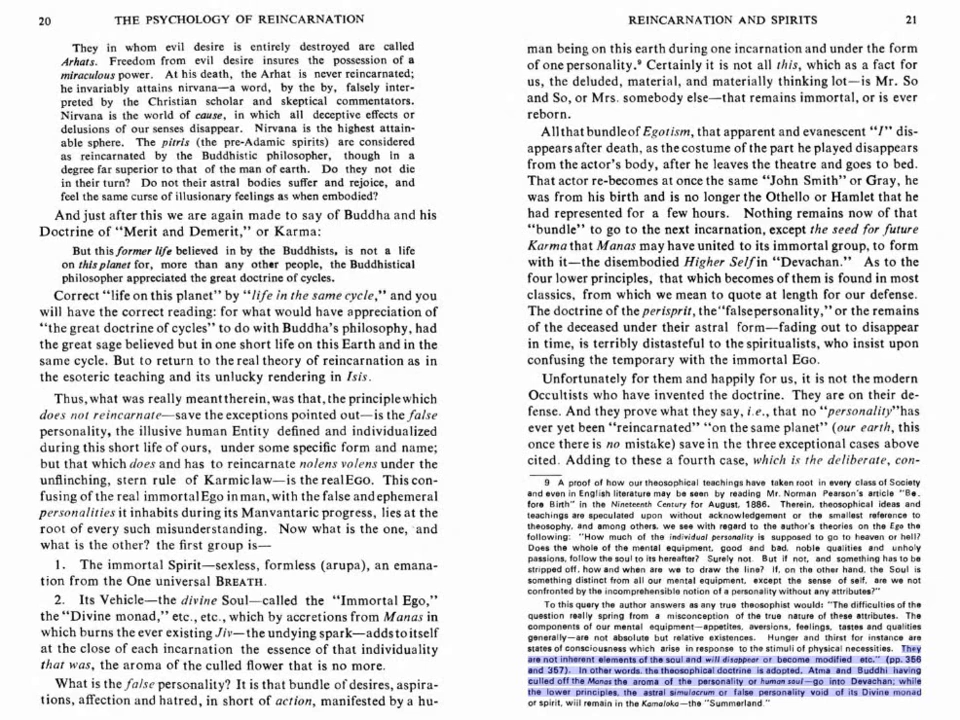 20 THE PSYCHOLOGY OF REINCARNATION
They in whom evil desire is entirely destroyed are called
Arhats. Freedom from evil desire insures the possession of a
miraculous power. At his death, the Arhat is never reincarnated;
he invariably attains nirvana—a word, by the by, falsely inter-
preted by the Christian scholar and skeptical commentators.
Nirvana is the world of cause, in which all deceptive effects or
delusions of our senses disappear. Nirvana is the highest attain-
able sphere. The pitris (the pre-Adamic spirits) are considered
as reincarnated by the Buddhistic philosopher, though in a
degree far superior to that of the man of earth. Do they not die
in their turn? Do not their astral bodies suffer and rejoice, and
feel the same curse of illusionary feelings as when embodied?
And just after this we are again made to say of Buddha and his
Doctrine of "Merit and Demerit," or Karma:
But this former life believed in by the Buddhists, is not a life
on this planet for, more than any other people, the Buddhistical
philosopher appreciated the great doctrine of cycles.
Correct "life on this planet" by "life in the same cycle," and you
will have the correct reading: for what would have appreciation of
"the great doctrine of cycles" to do with Buddha's philosophy, had
the great sage believed but in one short life on this Earth and in the
same cycle. But to return to the real theory of reincarnation as in
the esoteric teaching and its unlucky rendering in Isis.
Thus, what was really meant therein, was that, the principle which
does not reincarnate—save the exceptions pointed out—is the false
personality, the illusive human Entity defined and individualized
during this short life of ours, under some specific form and name;
but that which does and has to reincarnate nolens volens under the
unflinching, stern rule of Karmic law—is the real EGO. This con-
fusing of the real immortal Ego in man, with the false and ephemeral
personalities it inhabits during its Manvantaric progress, lies at the
root of every such misunderstanding. Now what is the one, and
what is the other? the first group is—
1. The immortal Spirit—sexless, formless (arupa), an emana-
tion from the One universal BREATH.
2. Its Vehicle—the divine Soul—called the "Immortal Ego,"
the "Divine monad," etc., etc., which by accretions from Manas in
which burns the ever existing Jiv—the undying spark—adds to itself
at the close of each incarnation the essence of that individuality
that was, the aroma of the culled flower that is no more.
What is the false personality? It is that bundle of desires, aspira-
tions, affection and hatred, in short of action, manifested by a hu-
REINCARNATION AND SPIRITS 21
man being on this earth during one incarnation and under the form
of one personality.9 Certainly it is not all this, which as a fact for
us, the deluded, material, and materially thinking lot—is Mr. So
and So, or Mrs. somebody else—that remains immortal, or is ever
reborn.
All that bundle of Egotism, that apparent and evanescent "I" dis-
appears after death, as the costume of the part he played disappears
from the actor's body, after he leaves the theatre and goes to bed.
That actor re-becomes at once the same "John Smith" or Gray, he
was from his birth and is no longer the Othello or Hamlet that he
had represented for a few hours. Nothing remains now of that
"bundle" to go to the next incarnation, except the seed for future
Karma that Manas may have united to its immortal group, to form
with it—the disembodied Higher Self in "Devachan." As to the
four lower principles, that which becomes of them is found in most
classics, from which we mean to quote at length for our defense.
The doctrine of the perisprit, the "false personality," or the remains
of the deceased under their astral form—fading out to disappear
in time, is terribly distasteful to the spiritualists, who insist upon
confusing the temporary with the immortal EGO.
Unfortunately for them and happily for us, it is not the modern
Occultists who have invented the doctrine. They are on their de-
fense. And they prove what they say, i.e., that no "personality" has
ever yet been "reincarnated" "on the same planet" (our earth, this
once there is no mistake) save in the three exceptional cases above
cited. Adding to these a fourth case, which is the deliberate, con-
9 A proof of how our theosophical teachings have taken root in every class of Society
and even in English literature may be seen by reading Mr. Norman Pearson's article "Be.
fore Birth" in the Nineteenth Century for August, 1886. Therein, theosophical ideas and
teachings are speculated upon without acknowledgement or the smallest reference to
theosophy, and among others, we see with regard to the author's theories on the Ego the
following: "How much of the individual personality is supposed to go to heaven or hell?
Does the whole of the mental equipment, good and bad, noble qualities and unholy
passions, follow the soul to its hereafter? Surely not. But if not, and something has to be
stripped off, how and when are we to draw the line? If, on the other hand, the Soul is
something distinct from all our mental equipment, except the sense of self, are we not
confronted by the incomprehensible notion of a personality without any attributes?"
To this query the author answers as any true theosophist would: "The difficulties of the
question really spring from a misconception of the true nature of these attributes. The
components of our mental equipment—appetites, aversions, feelings, tastes and qualities
generally—are not absolute but relative existences. Hunger and thirst for instance are
states of consciousness which arise in response to the stimuli of physical necessities. They
are not inherent elements of the soul and will disappear or become modified etc." (pp. 356
and 357). In other words, the theosophical doctrine is adopted. Atma and Buddhi having
culled off the Manas the aroma of the personality or human soul—go into Devachan; while
the lower principles, the astral simulacrum or false personality void of its Divine monad
or spirit, will remain in the Kamaloka—the "Summerland."